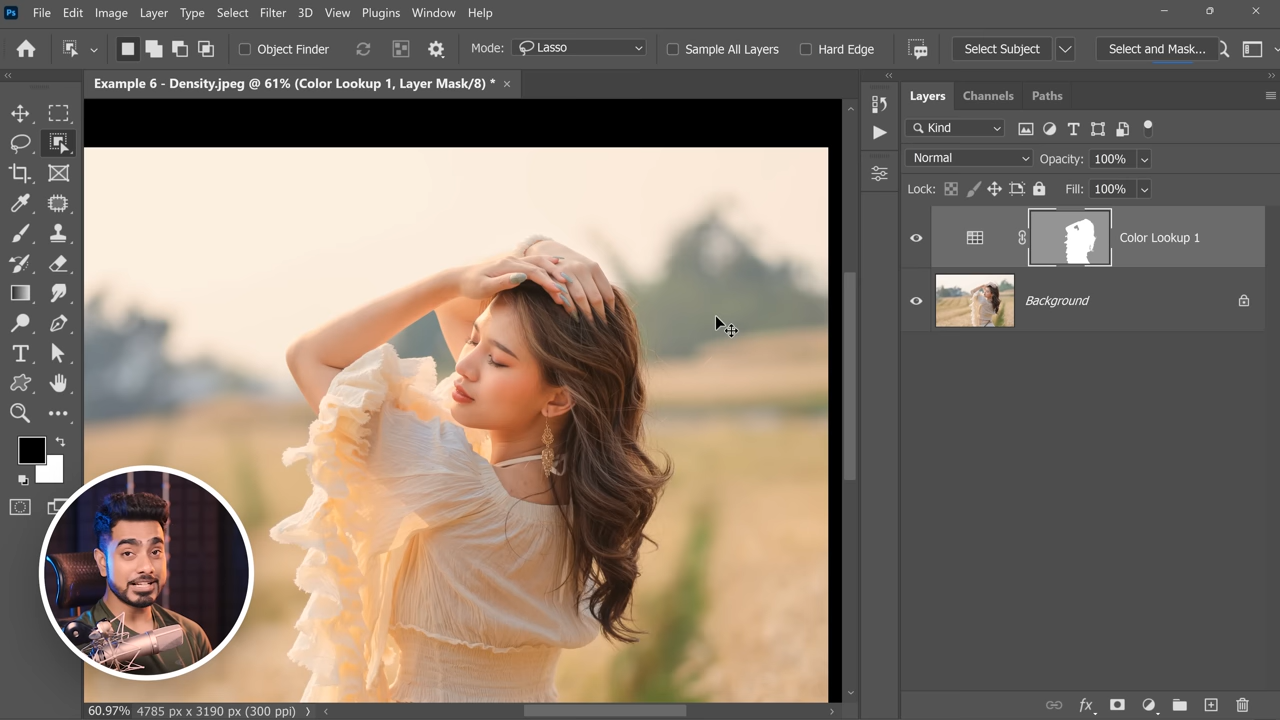 Ps File Edit Image Layer Type Select Filter 3D View Plugins Window Help
Object Finder Mode: Lasso Sample All Layers Hard Edge Select Subject Select and Mask...
Example 6 - Density.jpeg @ 61% (Color Lookup 1, Layer Mask/8) *
Layers Channels Paths
Kind
Normal Opacity: 100%
Lock: Fill: 100%
Color Lookup 1
Background
60.97% 4785 px x 3190 px (300 ppi)